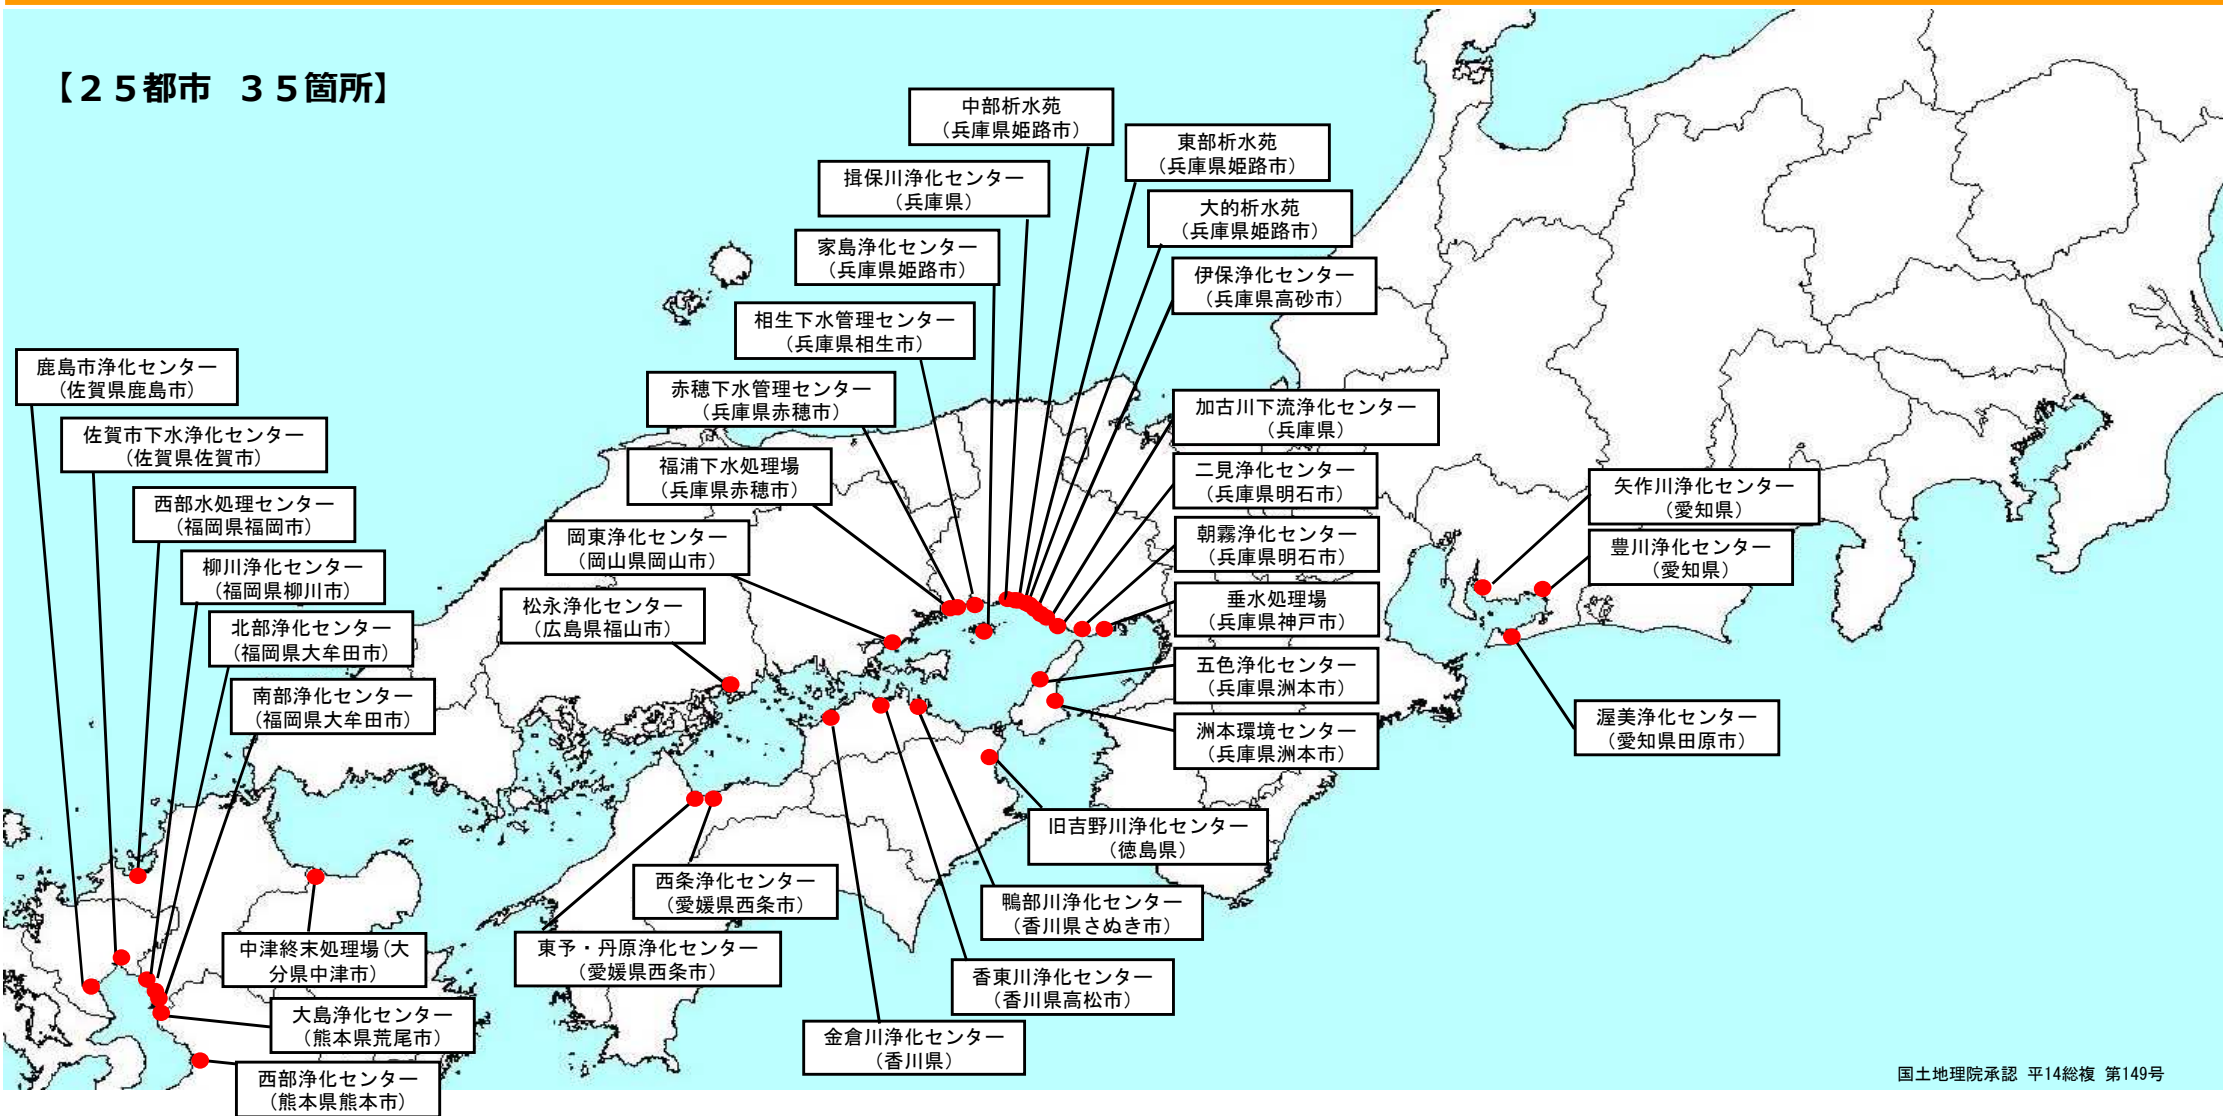 【２５都市　３５箇所】
中部析水苑
（兵庫県姫路市）
東部析水苑
（兵庫県姫路市）
揖保川浄化センター
（兵庫県）
大的析水苑
（兵庫県姫路市）
家島浄化センター
（兵庫県姫路市）
伊保浄化センター
（兵庫県高砂市）
相生下水管理センター
（兵庫県相生市）
鹿島市浄化センター
（佐賀県鹿島市）
赤穂下水管理センター
（兵庫県赤穂市）
加古川下流浄化センター
（兵庫県）
佐賀市下水浄化センター
（佐賀県佐賀市）
福浦下水処理場
（兵庫県赤穂市）
二見浄化センター
（兵庫県明石市）
矢作川浄化センター
（愛知県）
西部水処理センター
（福岡県福岡市）
岡東浄化センター
（岡山県岡山市）
朝霧浄化センター
（兵庫県明石市）
豊川浄化センター
（愛知県）
柳川浄化センター
（福岡県柳川市）
松永浄化センター
（広島県福山市）
垂水処理場
（兵庫県神戸市）
北部浄化センター
（福岡県大牟田市）
五色浄化センター
（兵庫県洲本市）
南部浄化センター
（福岡県大牟田市）
洲本環境センター
（兵庫県洲本市）
渥美浄化センター
（愛知県田原市）
旧吉野川浄化センター
（徳島県）
西条浄化センター
（愛媛県西条市）
鴨部川浄化センター
（香川県さぬき市）
中津終末処理場（大
分県中津市）
東予・丹原浄化センター
（愛媛県西条市）
香東川浄化センター
（香川県高松市）
大島浄化センター
（熊本県荒尾市）
金倉川浄化センター
（香川県）
西部浄化センター
（熊本県熊本市）
国土地理院承認 平14総複 第149号